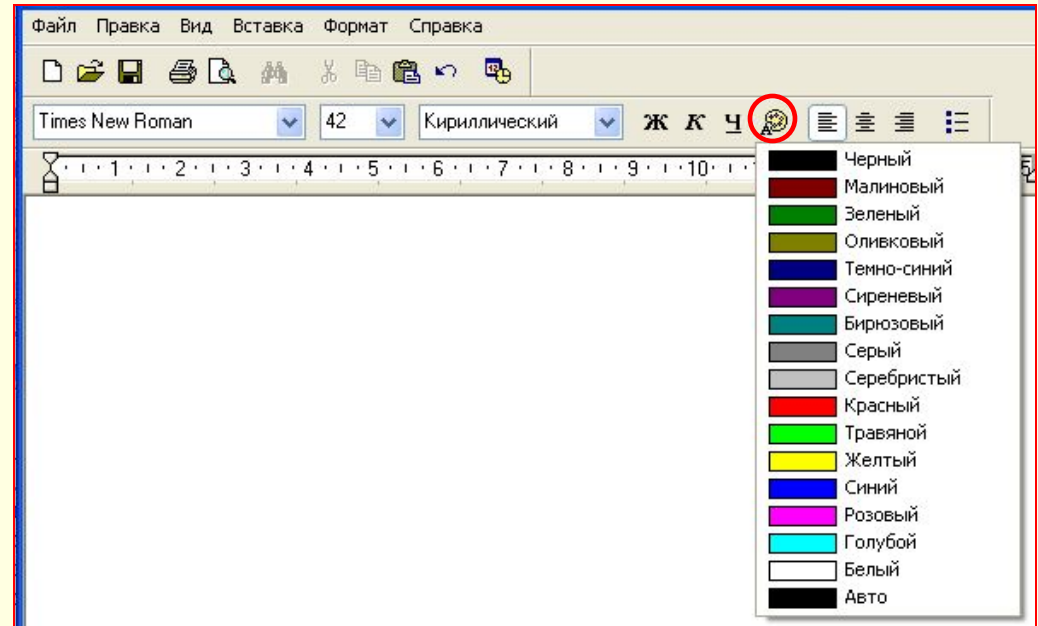 Файл Правка Вид Вставка Формат Справка
Times New Roman 42 Кириллический Ж К Ч
1 2 3 4 5 6 7 8 9 10 1 5
Черный
Малиновый
Зеленый
Оливковый
Темно-синий
Сиреневый
Бирюзовый
Серый
Серебристый
Красный
Травяной
Желтый
Синий
Розовый
Голубой
Белый
Авто